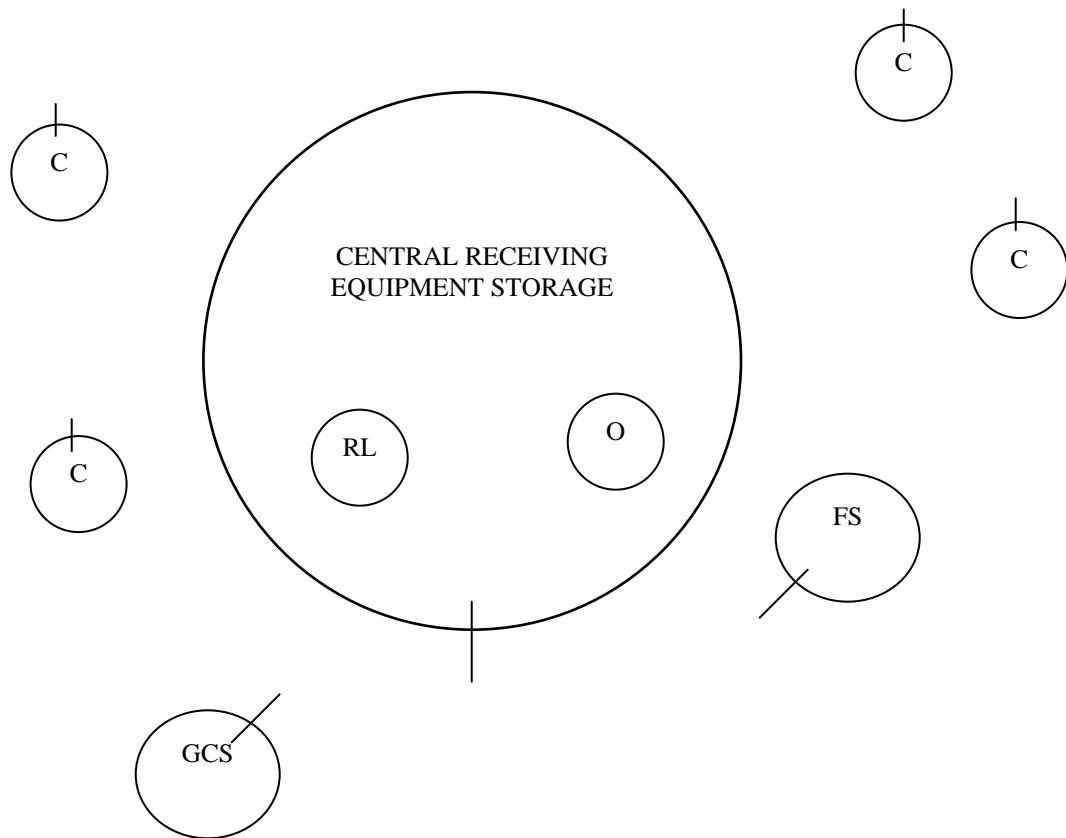 C
C
C
CENTRAL RECEIVING
EQUIPMENT STORAGE
O
RL
C
FS
GCS